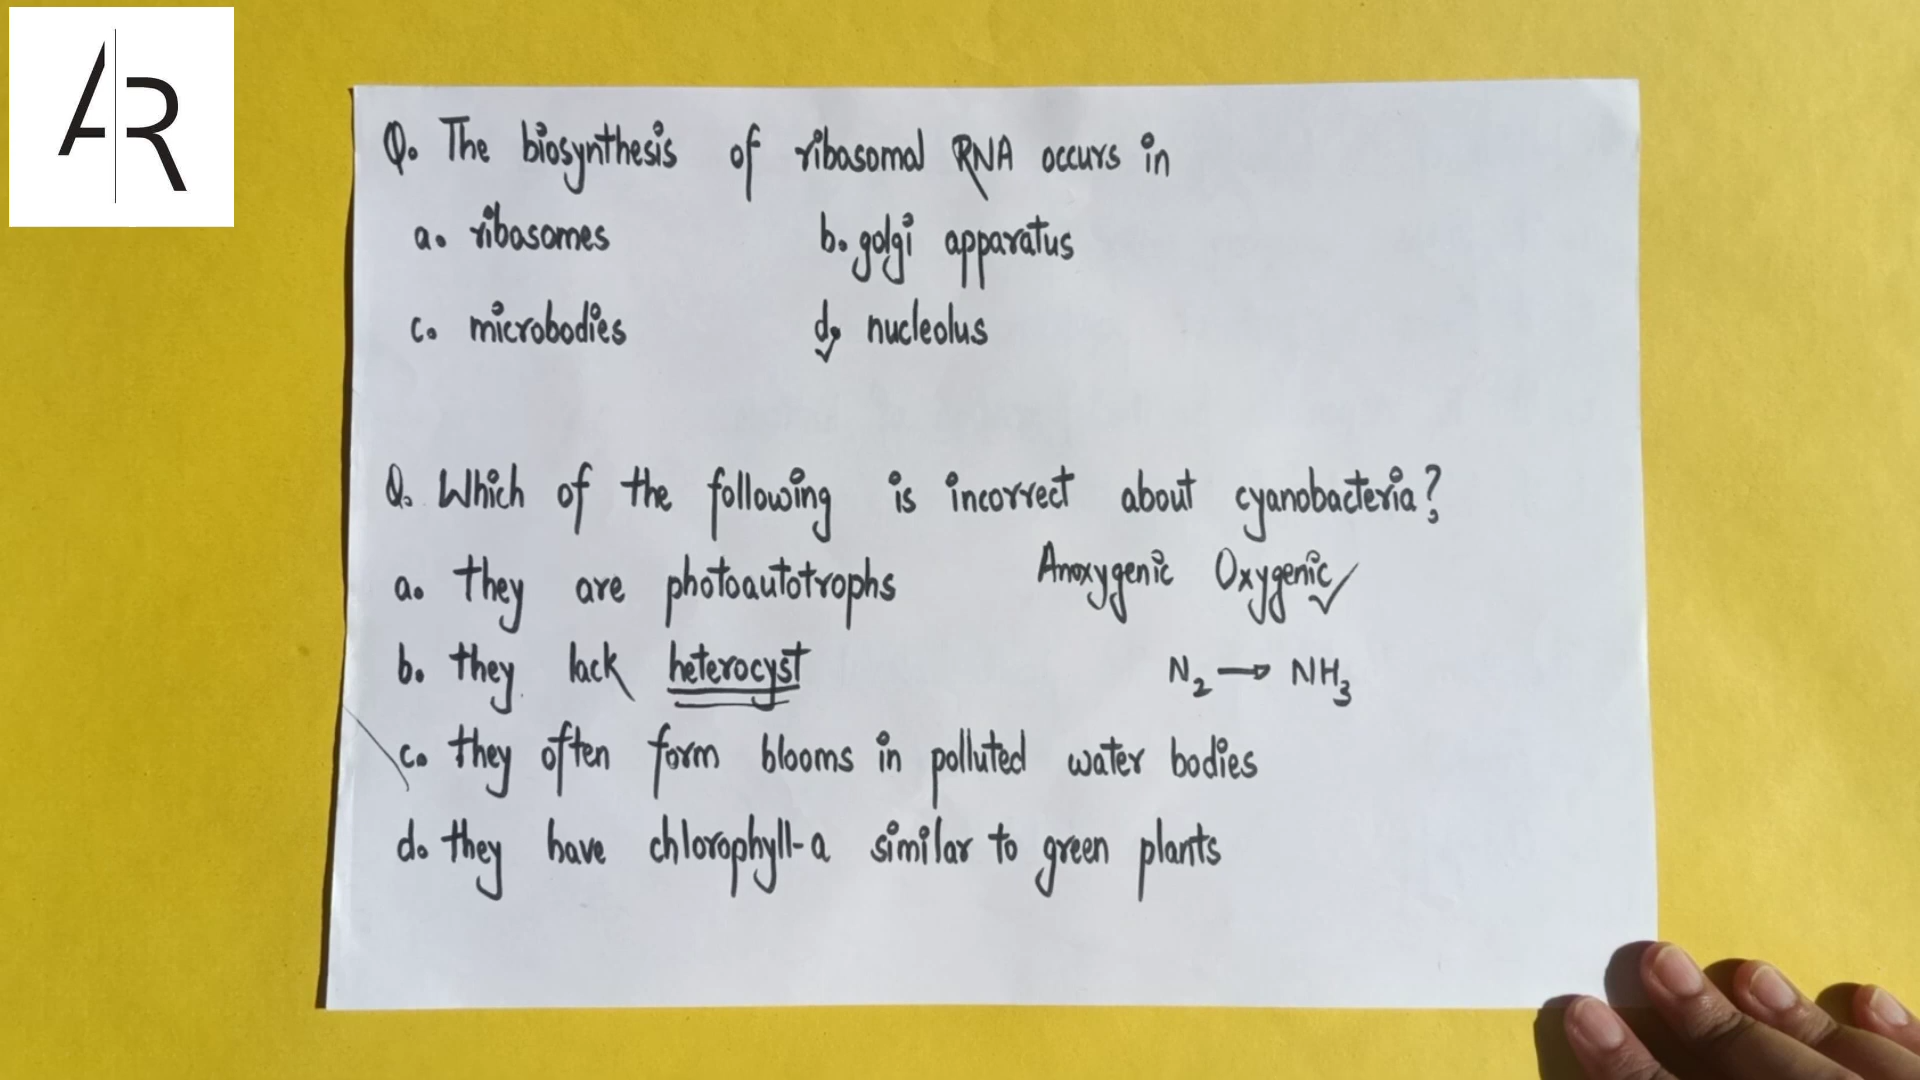 AR
Q. The biosynthesis of ribosomal RNA occurs in
a. ribosomes b. golgi apparatus
c. microbodies d. nucleolus
Q. Which of the following is incorrect about cyanobacteria?
a. they are photoautotrophs Anoxygenic Oxygenic ✓
b. they lack heterocyst N₂ → NH₃
c. they often form blooms in polluted water bodies
d. they have chlorophyll-a similar to green plants